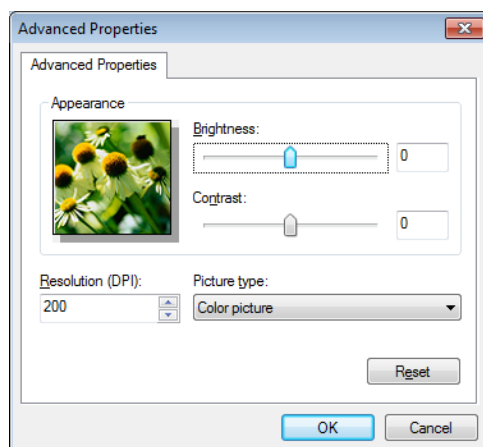 Advanced Properties
Advanced Properties
Appearance
Brightness:
0
Contrast:
0
Resolution (DPI):
200
Picture type:
Color picture
Reset
OK
Cancel